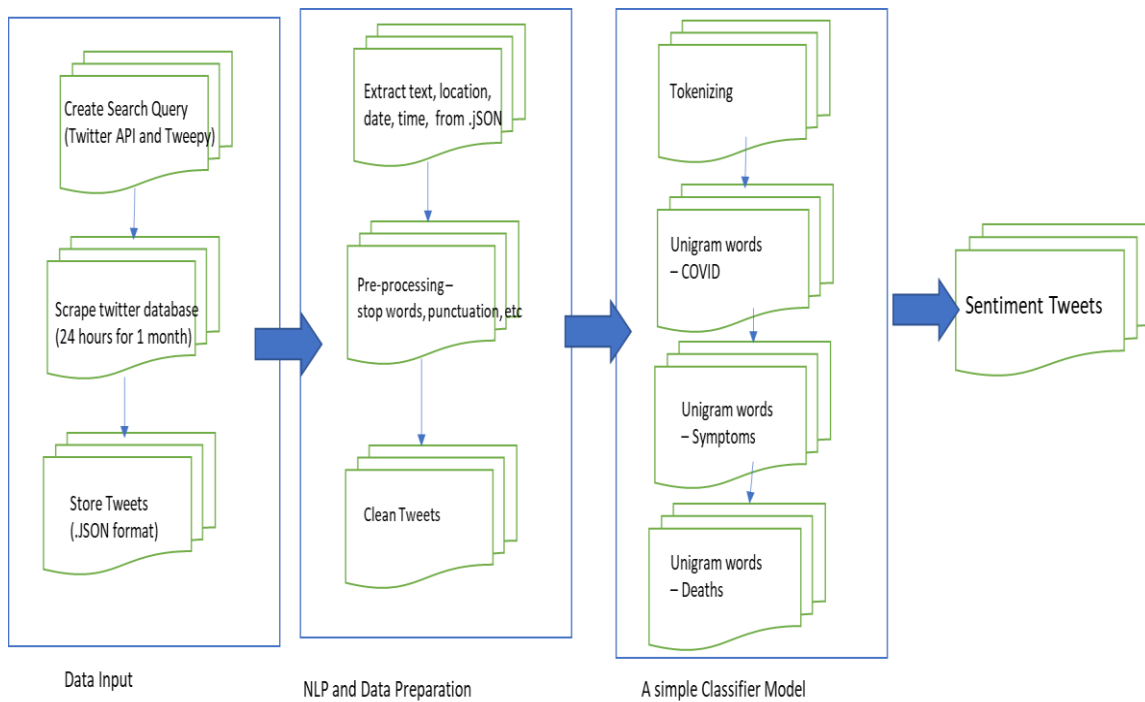 Create Search Query
(Twitter API and Tweepy)
Scrape twitter database
(24 hours for 1 month)
Store Tweets
(.JSON format)
Data Input
Extract text, location,
date, time, from .jSON
Pre-processing –
stop words, punctuation, etc
Clean Tweets
NLP and Data Preparation
Tokenizing
Unigram words
– COVID
Unigram words
– Symptoms
Unigram words
– Deaths
A simple Classifier Model
Sentiment Tweets